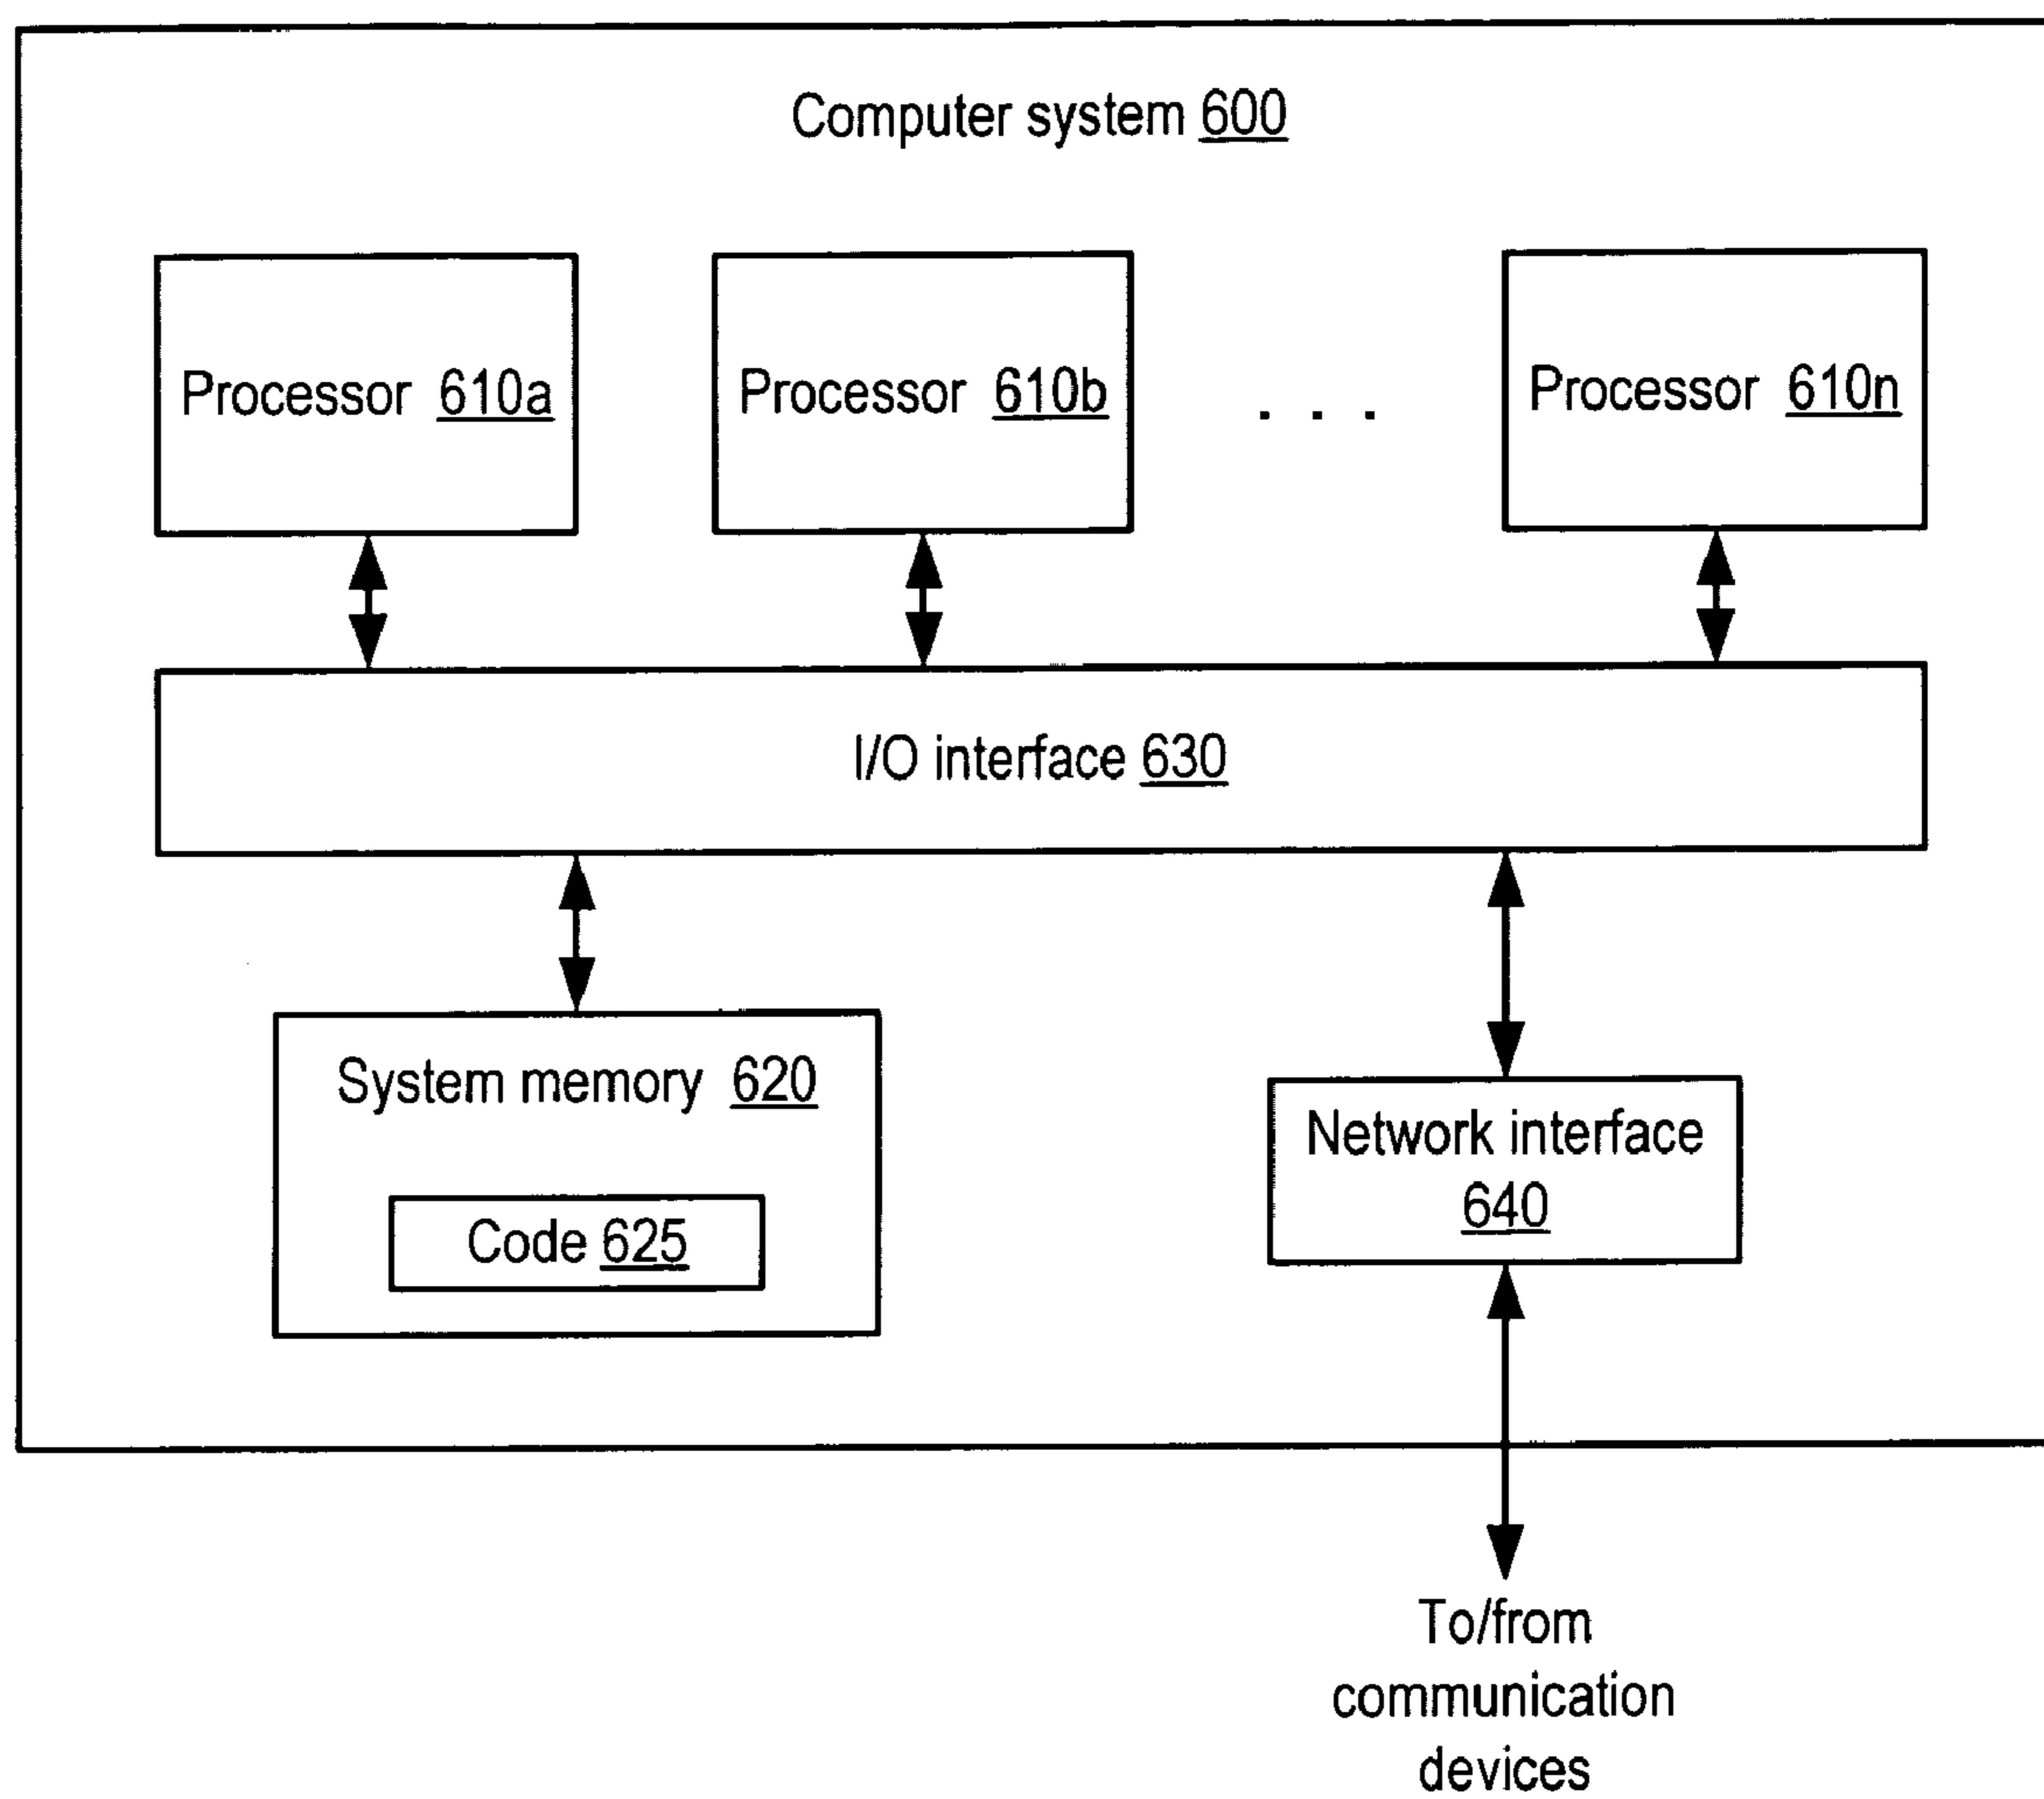 Computer system 600
Processor 610a
Processor 610b
. . .
Processor 610n
I/O interface 630
System memory 620
Code 625
Network interface
640
To/from
communication
devices